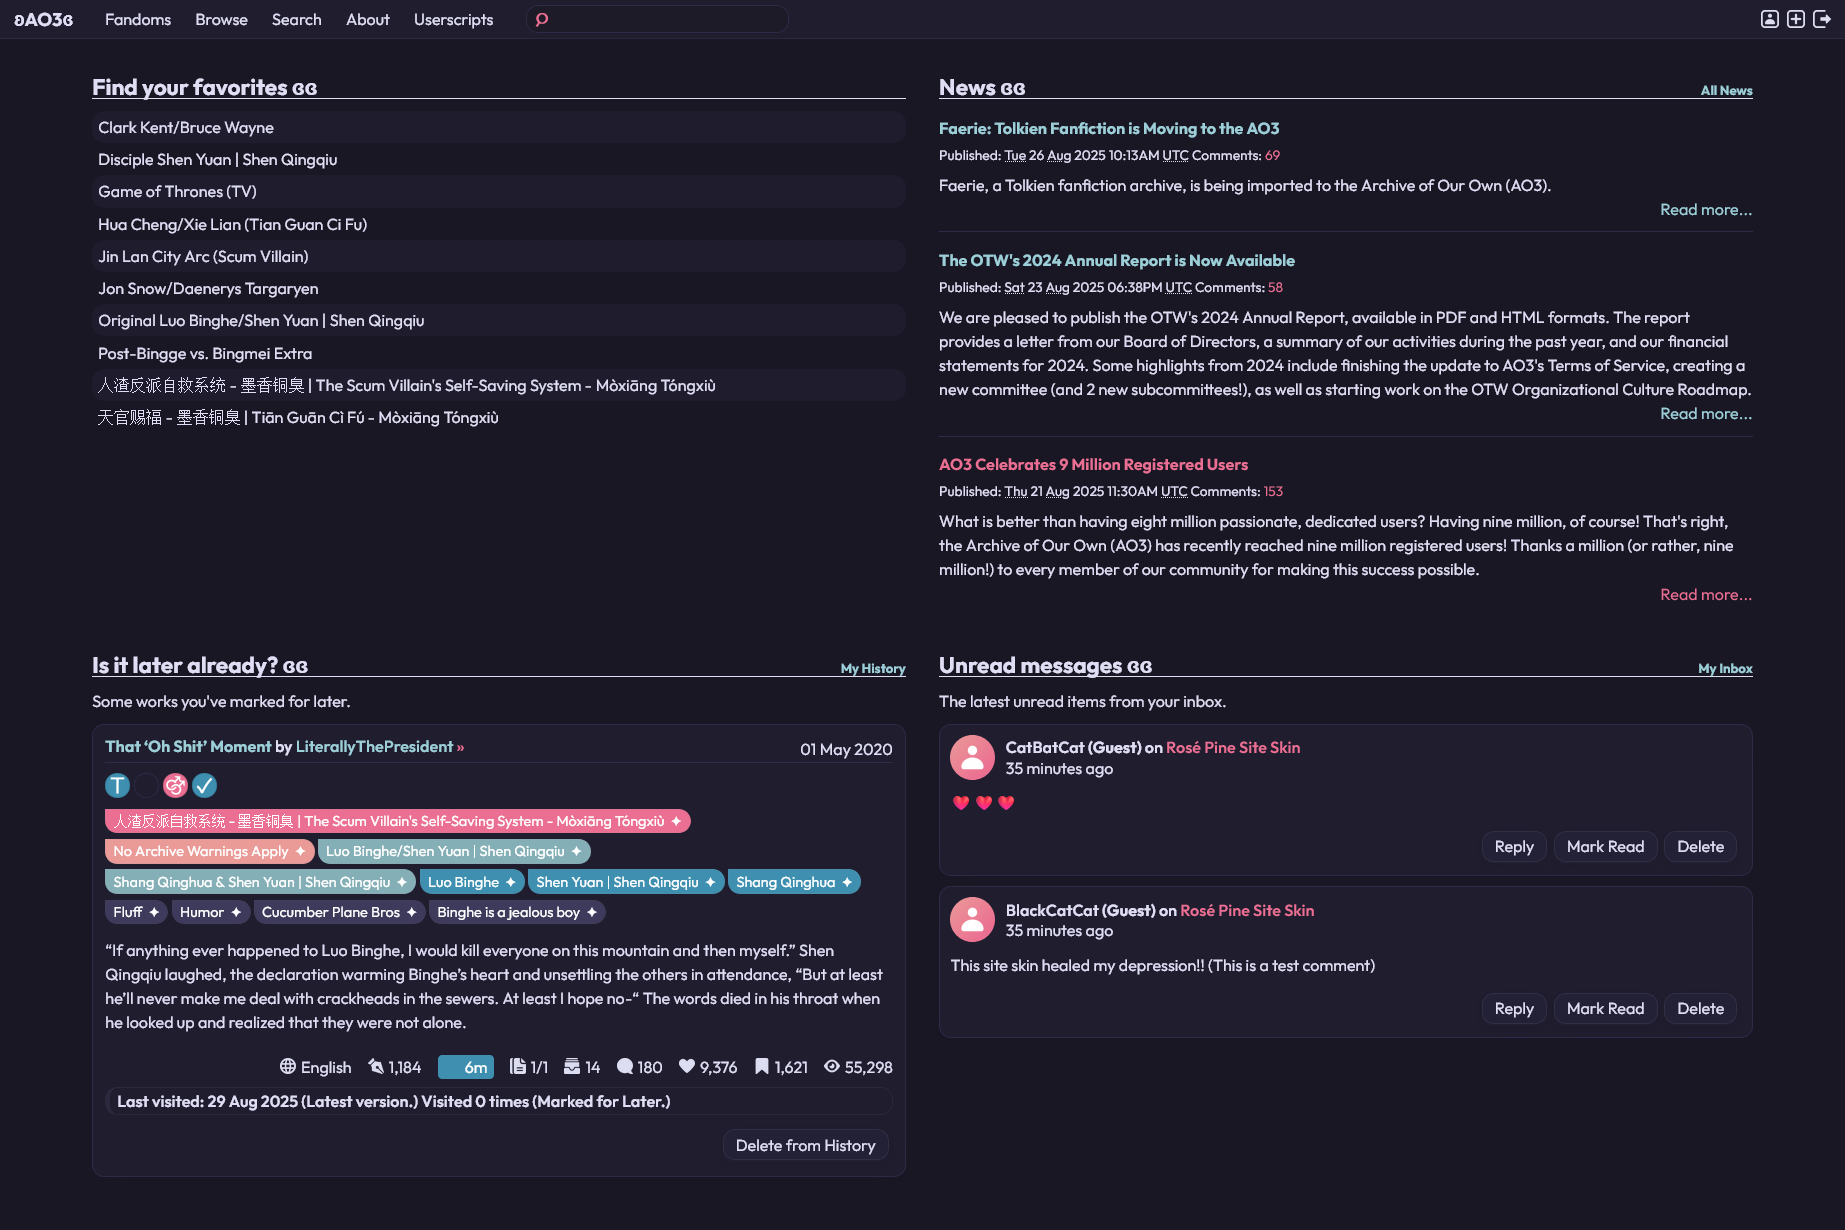 ʚAO3ɞ Fandoms Browse Search About Userscripts
Find your favorites ɞɞ
Clark Kent/Bruce Wayne
Disciple Shen Yuan | Shen Qingqiu
Game of Thrones (TV)
Hua Cheng/Xie Lian (Tian Guan Ci Fu)
Jin Lan City Arc (Scum Villain)
Jon Snow/Daenerys Targaryen
Original Luo Binghe/Shen Yuan | Shen Qingqiu
Post-Bingge vs. Bingmei Extra
人渣反派自救系统 - 墨香铜臭 | The Scum Villain's Self-Saving System - Mòxiāng Tóngxiù
天官赐福 - 墨香铜臭 | Tiān Guān Cì Fú - Mòxiāng Tóngxiù
News ɞɞ All News
Faerie: Tolkien Fanfiction is Moving to the AO3
Published: Tue 26 Aug 2025 10:13AM UTC Comments: 69
Faerie, a Tolkien fanfiction archive, is being imported to the Archive of Our Own (AO3).
Read more...
The OTW's 2024 Annual Report is Now Available
Published: Sat 23 Aug 2025 06:38PM UTC Comments: 58
We are pleased to publish the OTW's 2024 Annual Report, available in PDF and HTML formats. The report
provides a letter from our Board of Directors, a summary of our activities during the past year, and our financial
statements for 2024. Some highlights from 2024 include finishing the update to AO3's Terms of Service, creating a
new committee (and 2 new subcommittees!), as well as starting work on the OTW Organizational Culture Roadmap.
Read more...
AO3 Celebrates 9 Million Registered Users
Published: Thu 21 Aug 2025 11:30AM UTC Comments: 153
What is better than having eight million passionate, dedicated users? Having nine million, of course! That's right,
the Archive of Our Own (AO3) has recently reached nine million registered users! Thanks a million (or rather, nine
million!) to every member of our community for making this success possible.
Read more...
Is it later already? ɞɞ My History
Some works you've marked for later.
That ‘Oh Shit’ Moment by LiterallyThePresident » 01 May 2020
T
人渣反派自救系统 - 墨香铜臭 | The Scum Villain's Self-Saving System - Mòxiāng Tóngxiù ✦
No Archive Warnings Apply ✦ Luo Binghe/Shen Yuan | Shen Qingqiu ✦
Shang Qinghua & Shen Yuan | Shen Qingqiu ✦ Luo Binghe ✦ Shen Yuan | Shen Qingqiu ✦ Shang Qinghua ✦
Fluff ✦ Humor ✦ Cucumber Plane Bros ✦ Binghe is a jealous boy ✦
“If anything ever happened to Luo Binghe, I would kill everyone on this mountain and then myself.” Shen
Qingqiu laughed, the declaration warming Binghe’s heart and unsettling the others in attendance, “But at least
he’ll never make me deal with crackheads in the sewers. At least I hope no-“ The words died in his throat when
he looked up and realized that they were not alone.
English 1,184 6m 1/1 14 180 9,376 1,621 55,298
Last visited: 29 Aug 2025 (Latest version.) Visited 0 times (Marked for Later.)
Delete from History
Unread messages ɞɞ My Inbox
The latest unread items from your inbox.
CatBatCat (Guest) on Rosé Pine Site Skin
35 minutes ago
Reply Mark Read Delete
BlackCatCat (Guest) on Rosé Pine Site Skin
35 minutes ago
This site skin healed my depression!! (This is a test comment)
Reply Mark Read Delete